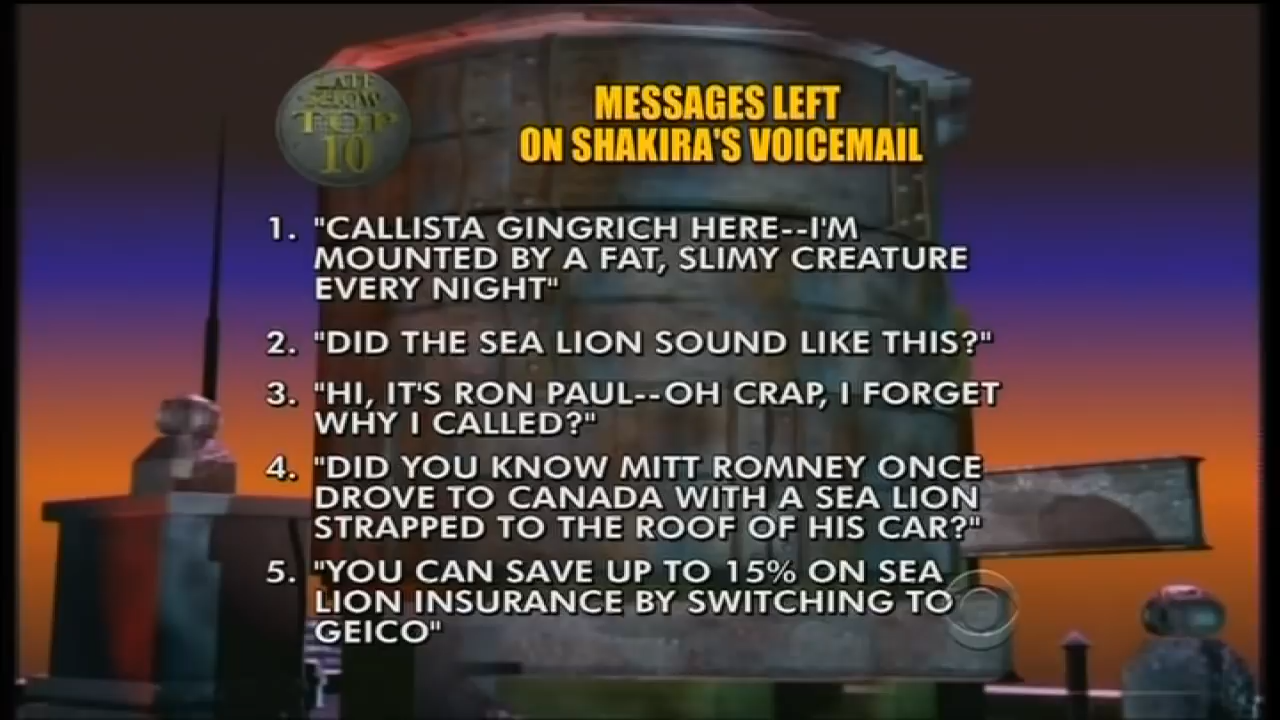 LATE
SHOW
TOP
10
MESSAGES LEFT
ON SHAKIRA'S VOICEMAIL
1. "CALLISTA GINGRICH HERE--I'M
MOUNTED BY A FAT, SLIMY CREATURE
EVERY NIGHT"
2. "DID THE SEA LION SOUND LIKE THIS?"
3. "HI, IT'S RON PAUL--OH CRAP, I FORGET
WHY I CALLED?"
4. "DID YOU KNOW MITT ROMNEY ONCE
DROVE TO CANADA WITH A SEA LION
STRAPPED TO THE ROOF OF HIS CAR?"
5. "YOU CAN SAVE UP TO 15% ON SEA
LION INSURANCE BY SWITCHING TO
GEICO"